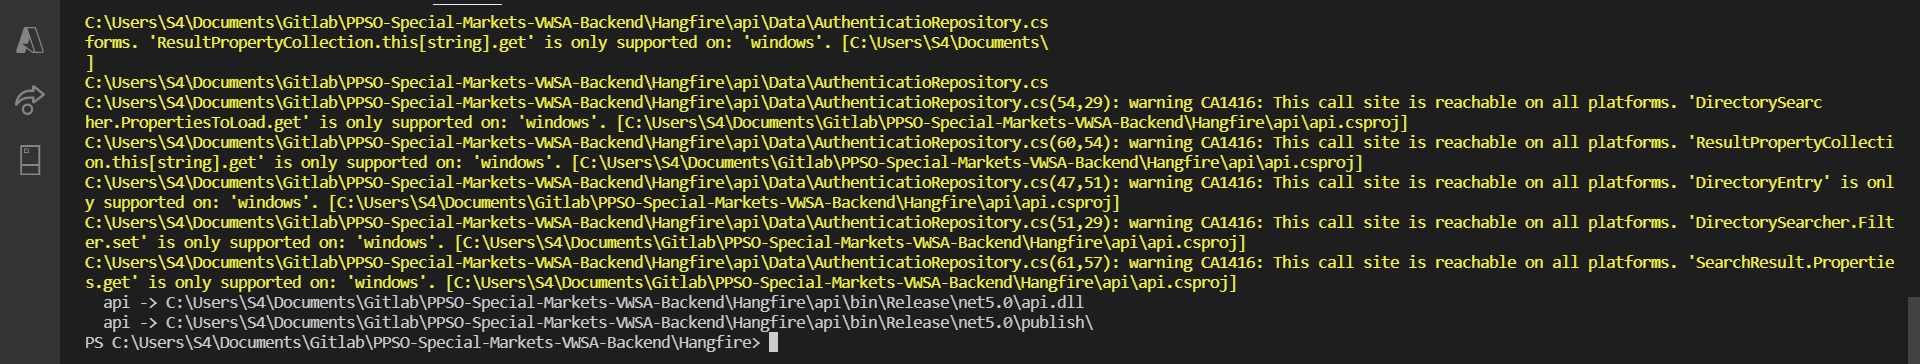 C:\Users\S4\Documents\Gitlab\PPSO-Special-Markets-VWSA-Backend\Hangfire\api\Data\AuthenticatioRepository.cs
forms. 'ResultPropertyCollection.this[string].get' is only supported on: 'windows'. [C:\Users\S4\Documents\
]
C:\Users\S4\Documents\Gitlab\PPSO-Special-Markets-VWSA-Backend\Hangfire\api\Data\AuthenticatioRepository.cs
C:\Users\S4\Documents\Gitlab\PPSO-Special-Markets-VWSA-Backend\Hangfire\api\Data\AuthenticatioRepository.cs(54,29): warning CA1416: This call site is reachable on all platforms. 'DirectorySearc
her.PropertiesToLoad.get' is only supported on: 'windows'. [C:\Users\S4\Documents\Gitlab\PPSO-Special-Markets-VWSA-Backend\Hangfire\api\api.csproj]
C:\Users\S4\Documents\Gitlab\PPSO-Special-Markets-VWSA-Backend\Hangfire\api\Data\AuthenticatioRepository.cs(60,54): warning CA1416: This call site is reachable on all platforms. 'ResultPropertyCollecti
on.this[string].get' is only supported on: 'windows'. [C:\Users\S4\Documents\Gitlab\PPSO-Special-Markets-VWSA-Backend\Hangfire\api\api.csproj]
C:\Users\S4\Documents\Gitlab\PPSO-Special-Markets-VWSA-Backend\Hangfire\api\Data\AuthenticatioRepository.cs(47,51): warning CA1416: This call site is reachable on all platforms. 'DirectoryEntry' is onl
y supported on: 'windows'. [C:\Users\S4\Documents\Gitlab\PPSO-Special-Markets-VWSA-Backend\Hangfire\api\api.csproj]
C:\Users\S4\Documents\Gitlab\PPSO-Special-Markets-VWSA-Backend\Hangfire\api\Data\AuthenticatioRepository.cs(51,29): warning CA1416: This call site is reachable on all platforms. 'DirectorySearcher.Filt
er.set' is only supported on: 'windows'. [C:\Users\S4\Documents\Gitlab\PPSO-Special-Markets-VWSA-Backend\Hangfire\api\api.csproj]
C:\Users\S4\Documents\Gitlab\PPSO-Special-Markets-VWSA-Backend\Hangfire\api\Data\AuthenticatioRepository.cs(61,57): warning CA1416: This call site is reachable on all platforms. 'SearchResult.Propertie
s.get' is only supported on: 'windows'. [C:\Users\S4\Documents\Gitlab\PPSO-Special-Markets-VWSA-Backend\Hangfire\api\api.csproj]
  api -> C:\Users\S4\Documents\Gitlab\PPSO-Special-Markets-VWSA-Backend\Hangfire\api\bin\Release\net5.0\api.dll
  api -> C:\Users\S4\Documents\Gitlab\PPSO-Special-Markets-VWSA-Backend\Hangfire\api\bin\Release\net5.0\publish\
PS C:\Users\S4\Documents\Gitlab\PPSO-Special-Markets-VWSA-Backend\Hangfire>